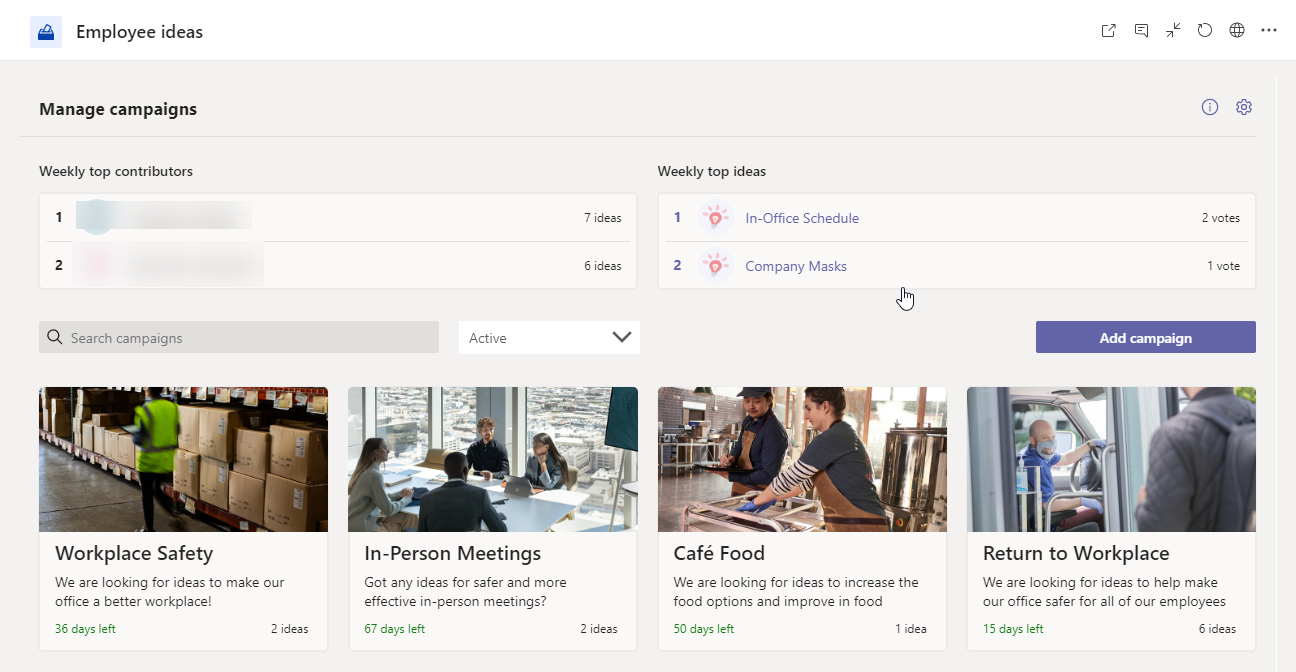 Employee ideas
Manage campaigns
Weekly top contributors
1
7 ideas
2
6 ideas
Weekly top ideas
1 In-Office Schedule 2 votes
2 Company Masks 1 vote
Search campaigns
Active
Add campaign
Workplace Safety
We are looking for ideas to make our
office a better workplace!
36 days left 2 ideas
In-Person Meetings
Got any ideas for safer and more
effective in-person meetings?
67 days left 2 ideas
Café Food
We are looking for ideas to increase the
food options and improve in food
50 days left 1 idea
Return to Workplace
We are looking for ideas to help make
our office safer for all of our employees
15 days left 6 ideas